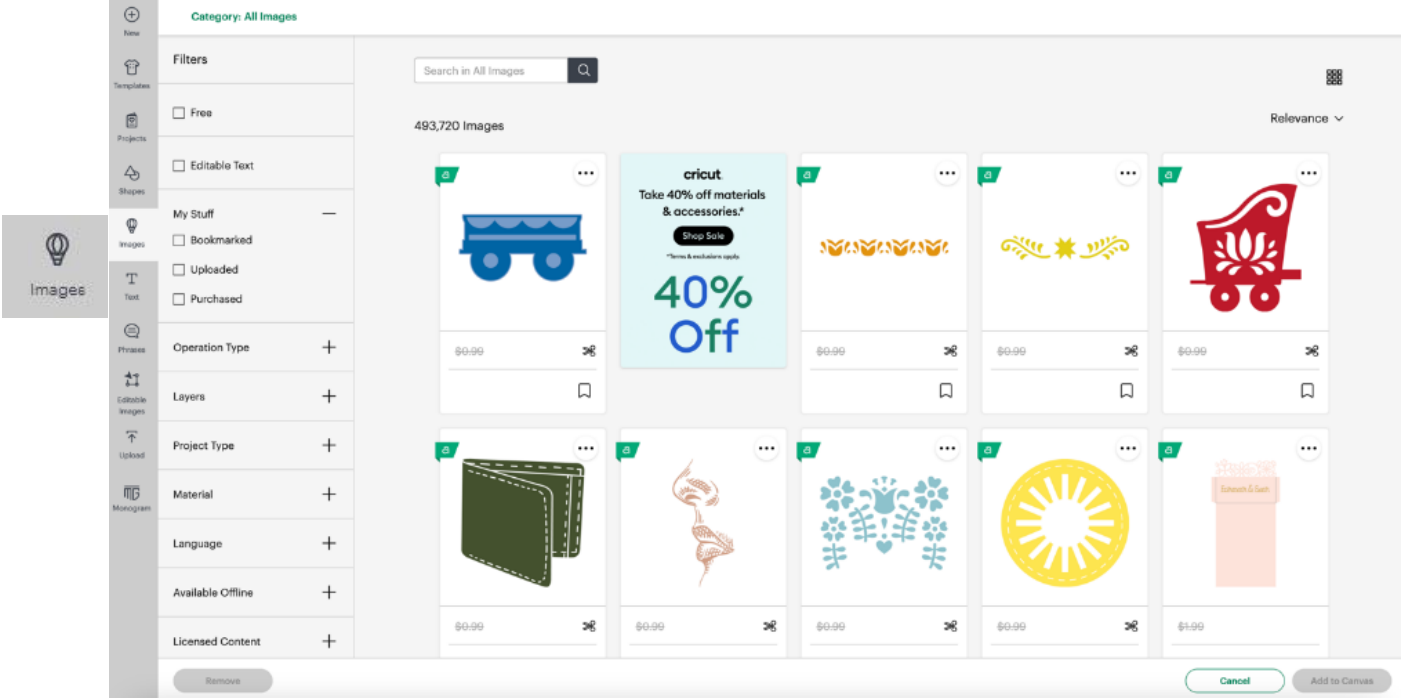 Images
New
Templates
Projects
Shapes
Images
Text
Phrases
Editable
Images
Upload
MG
Monogram
Category: All Images
Filters
Free
Editable Text
My Stuff
Bookmarked
Uploaded
Purchased
Operation Type
Layers
Project Type
Material
Language
Available Offline
Licensed Content
Search in All Images
493,720 Images
Relevance
a
cricut
Take 40% off materials
& accessories.*
Shop Sale
*Terms & exclusions apply.
40%
Off
a
a
a
$0.99
$0.99
$0.99
$0.99
a
a
a
a
a
$0.99
$0.99
$0.99
$0.99
$1.99
Remove
Cancel
Add to Canvas